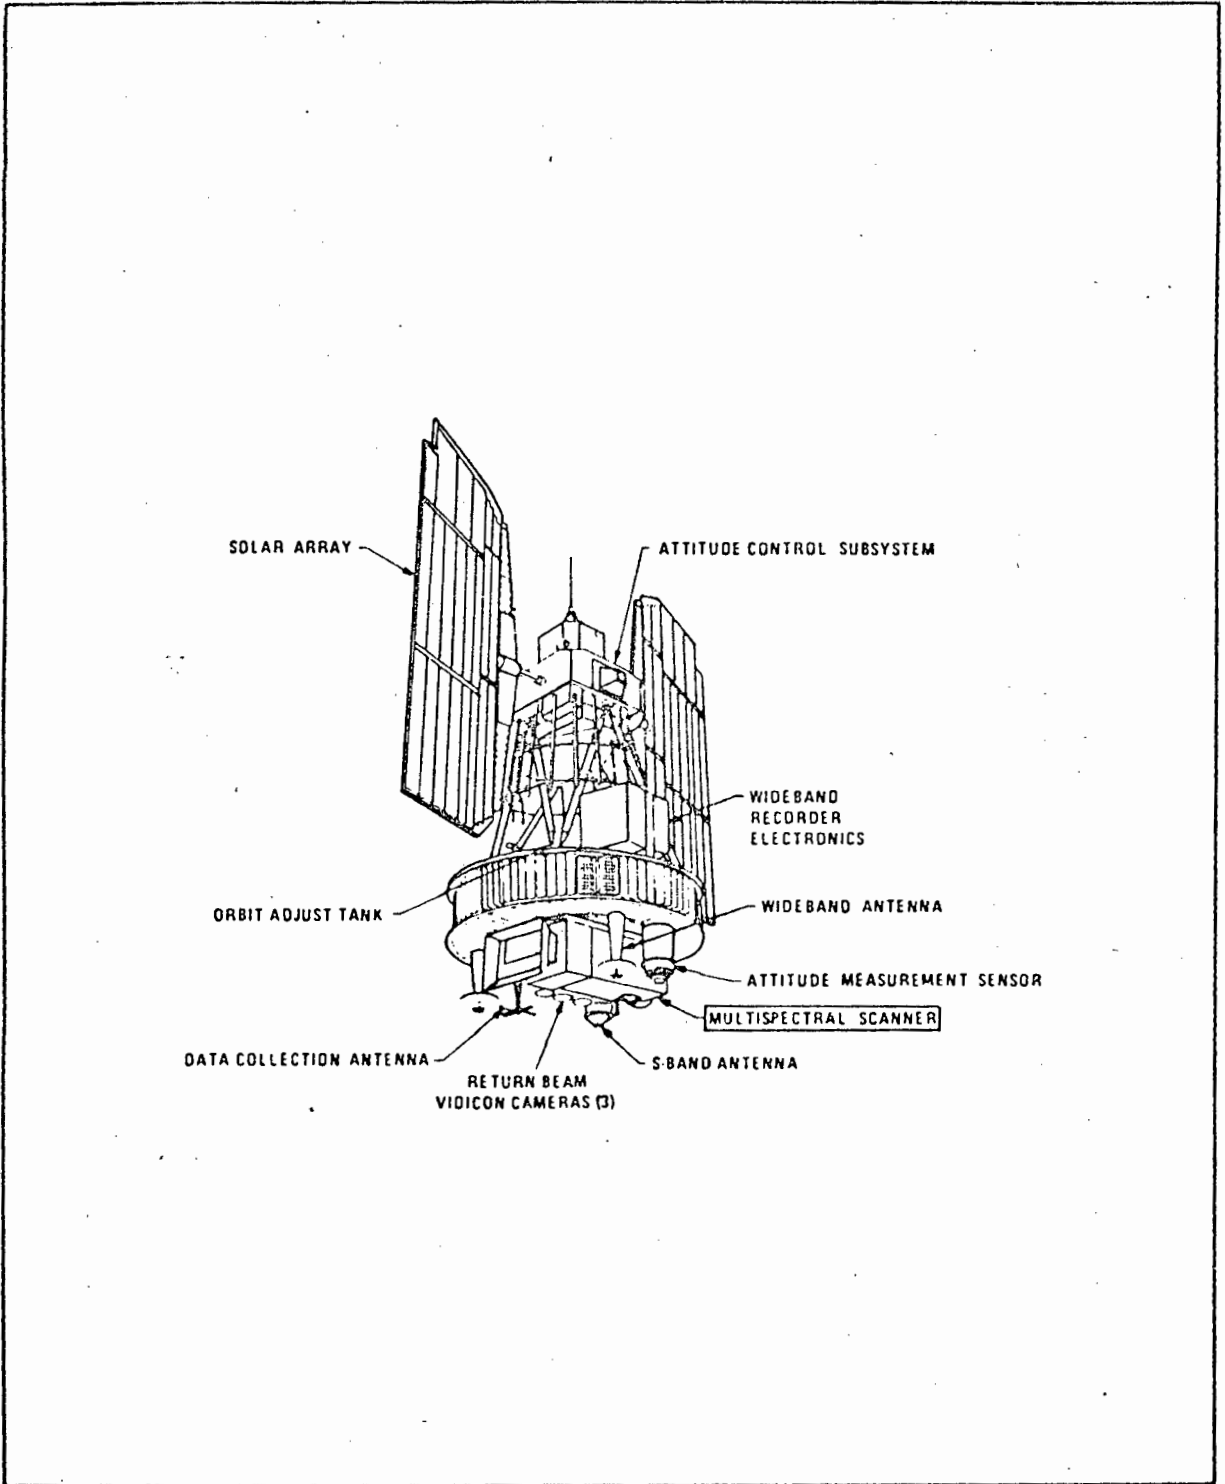 SOLAR ARRAY
ATTITUDE CONTROL SUBSYSTEM
WIDEBAND
RECORDER
ELECTRONICS
ORBIT ADJUST TANK
WIDEBAND ANTENNA
ATTITUDE MEASUREMENT SENSOR
MULTISPECTRAL SCANNER
DATA COLLECTION ANTENNA
S-BAND ANTENNA
RETURN BEAM
VIDICON CAMERAS (3)